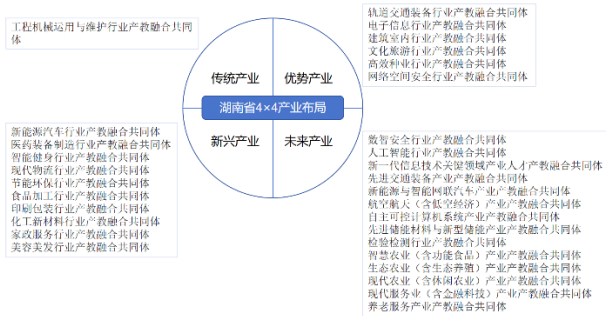 工程机械运用与维护行业产教融合共同
体
轨道交通装备行业产教融合共同体
电子信息行业产教融合共同体
建筑室内行业产教融合共同体
文化旅游行业产教融合共同体
高效种业行业产教融合共同体
网络空间安全行业产教融合共同体
传统产业
优势产业
湖南省4×4产业布局
新兴产业
未来产业
新能源汽车行业产教融合共同体
医药装备制造行业产教融合共同体
智能健身行业产教融合共同体
现代物流行业产教融合共同体
节能环保行业产教融合共同体
食品加工行业产教融合共同体
印刷包装行业产教融合共同体
化工新材料行业产教融合共同体
家政服务行业产教融合共同体
美容美发行业产教融合共同体
数智安全行业产教融合共同体
人工智能行业产教融合共同体
新一代信息技术关键领域产业人才产教融合共同体
先进交通装备产业产教融合共同体
新能源与智能网联汽车产业产教融合共同体
航空航天（含低空经济）产业产教融合共同体
自主可控计算机系统产业产教融合共同体
先进储能材料与新型储能产业产教融合共同体
检验检测行业产教融合共同体
智慧农业（含功能食品）产业产教融合共同体
生态农业（含生态养殖）产业产教融合共同体
现代农业（含休闲农业）产业产教融合共同体
现代服务业（含金融科技）产业产教融合共同体
养老服务产业产教融合共同体